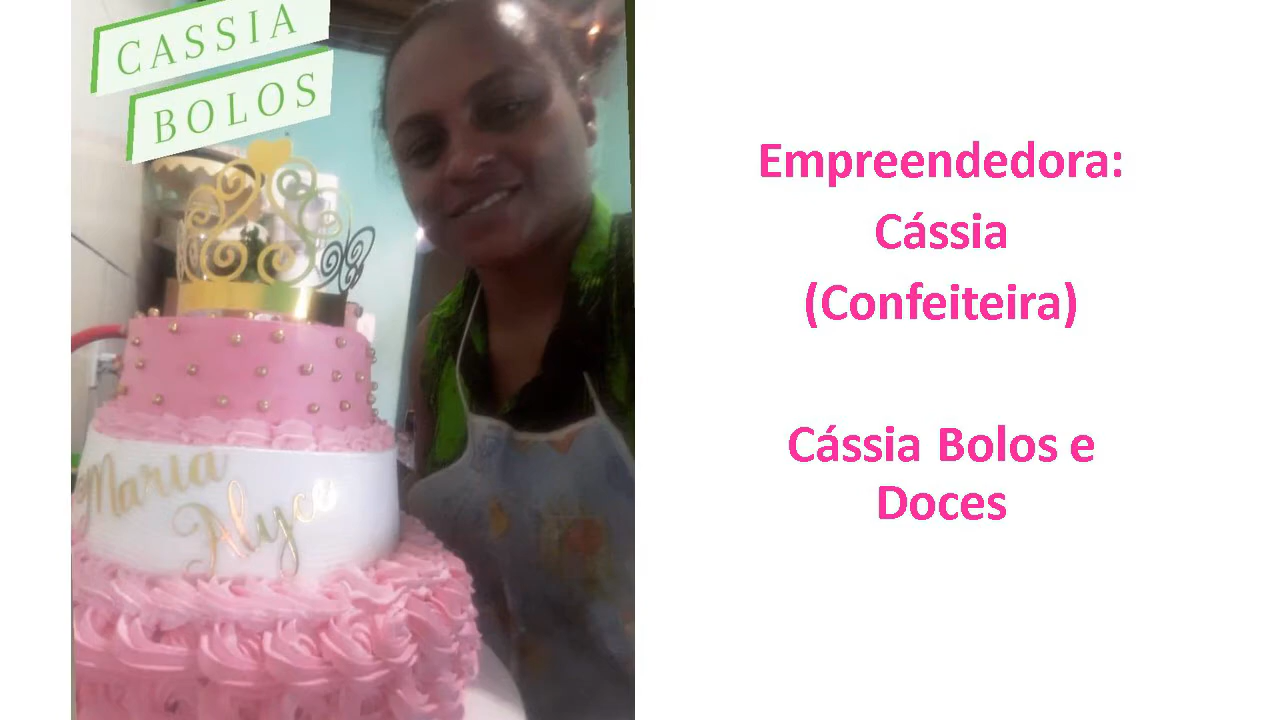 CASSIA
BOLOS
Maria
Alyce
Empreendedora:
Cássia
(Confeiteira)
Cássia Bolos e
Doces